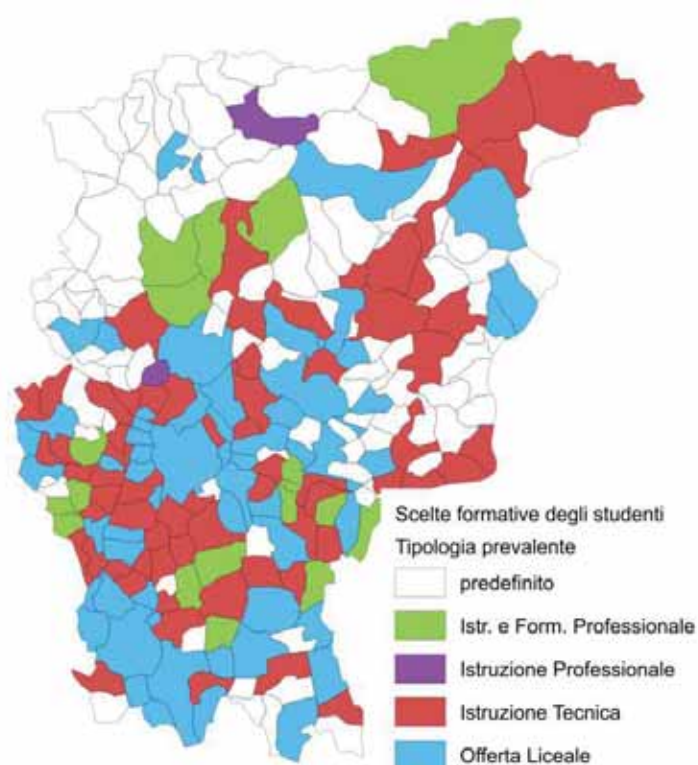 Scelte formative degli studenti
Tipologia prevalente
predefinito
Istr. e Form. Professionale
Istruzione Professionale
Istruzione Tecnica
Offerta Liceale